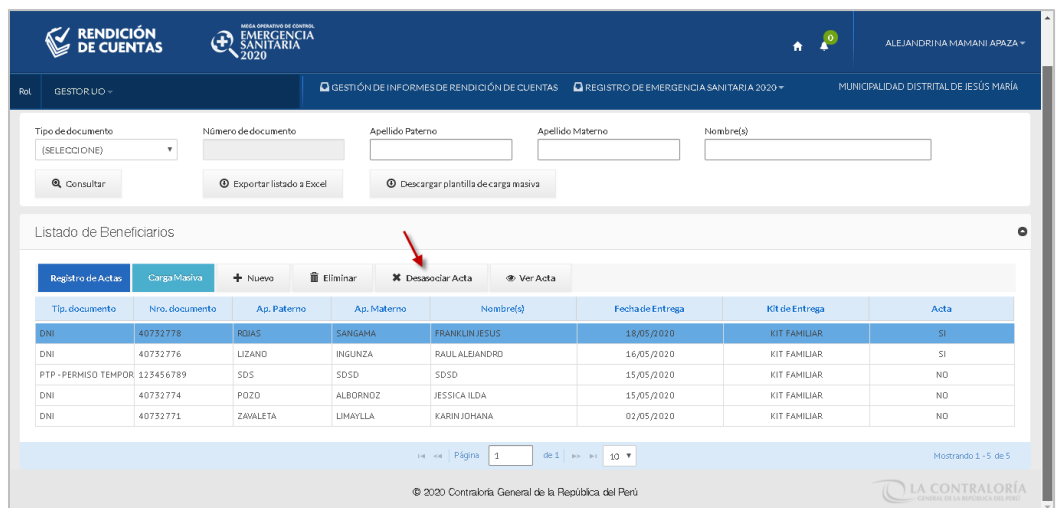 RENDICIÓN DE CUENTAS
MEGA OPERATIVO DE CONTROL
EMERGENCIA SANITARIA 2020
0
ALEJANDRINA MAMANI APAZA
Rol. GESTOR UO
GESTIÓN DE INFORMES DE RENDICIÓN DE CUENTAS REGISTRO DE EMERGENCIA SANITARIA 2020 MUNICIPALIDAD DISTRITAL DE JESÚS MARÍA
Tipo de documento Número de documento Apellido Paterno Apellido Materno Nombre(s)
(SELECCIONE)
Consultar Exportar listado a Excel Descargar plantilla de carga masiva
Listado de Beneficiarios
Registro de Actas Carga Masiva Nuevo Eliminar Desasociar Acta Ver Acta
Tip. documento Nro. documento Ap. Paterno Ap. Materno Nombre(s) Fecha de Entrega Kit de Entrega Acta
DNI 40732778 ROJAS SANGAMA FRANKLIN JESUS 18/05/2020 KIT FAMILIAR SI
DNI 40732776 LIZANO INGUNZA RAUL ALEJANDRO 16/05/2020 KIT FAMILIAR SI
PTP - PERMISO TEMPOR 123456789 SDS SDSD SDSD 15/05/2020 KIT FAMILIAR NO
DNI 40732774 POZO ALBORNOZ JESSICA ILDA 15/05/2020 KIT FAMILIAR NO
DNI 40732771 ZAVALETA LIMAYLLA KARIN JOHANA 02/05/2020 KIT FAMILIAR NO
Página 1 de 1 10 Mostrando 1 - 5 de 5
© 2020 Contraloría General de la República del Perú
LA CONTRALORÍA
GENERAL DE LA REPÚBLICA DEL PERÚ